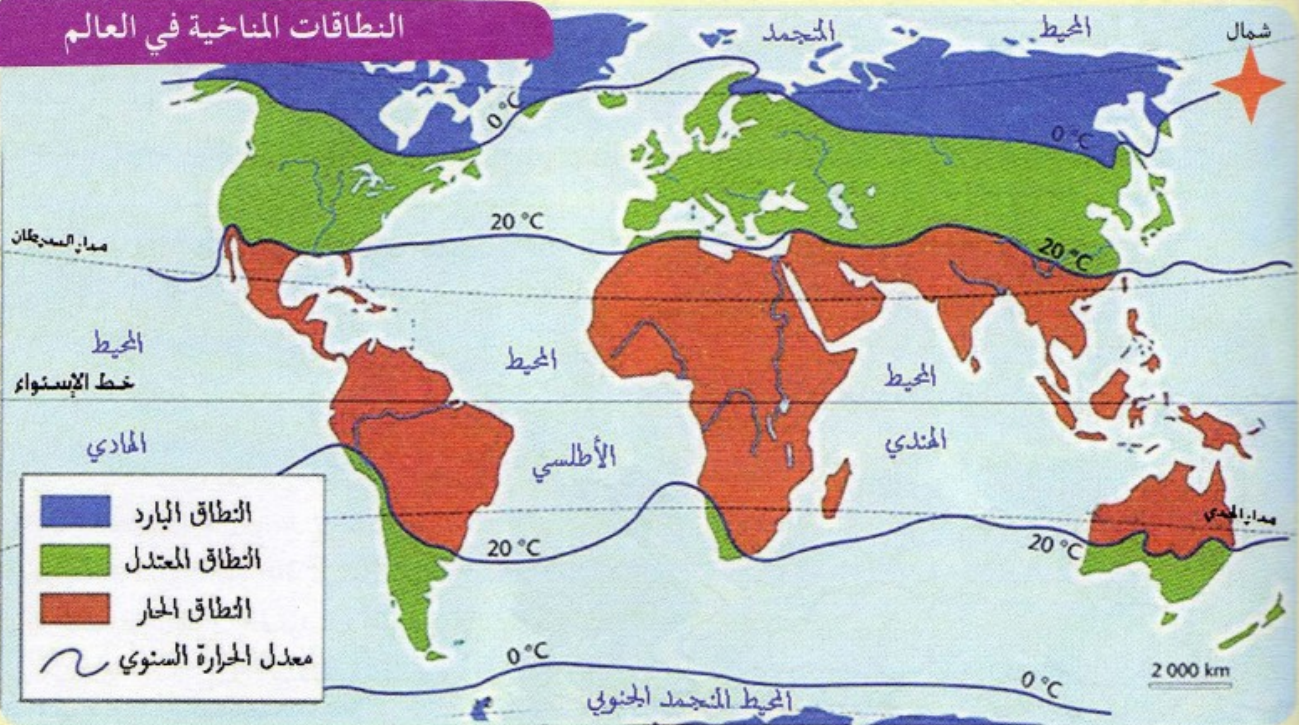 النطاقات المناخية في العالم
المحيط
المتجمد
شمال
0 °C
0 °C
20 °C
20 °C
مدار السرطان
المحيط
المحيط
المحيط
خط الإستواء
الهادي
الأطلسي
الهندي
مدار الجدي
20 °C
20 °C
النطاق البارد
النطاق المعتدل
النطاق الحار
معدل الحرارة السنوي
0 °C
0 °C
2 000 km
المحيط المتجمد الجنوبي